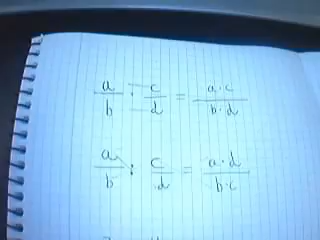 a/b · c/d = a·c/b·d
a/b : c/d = a·d/b·c